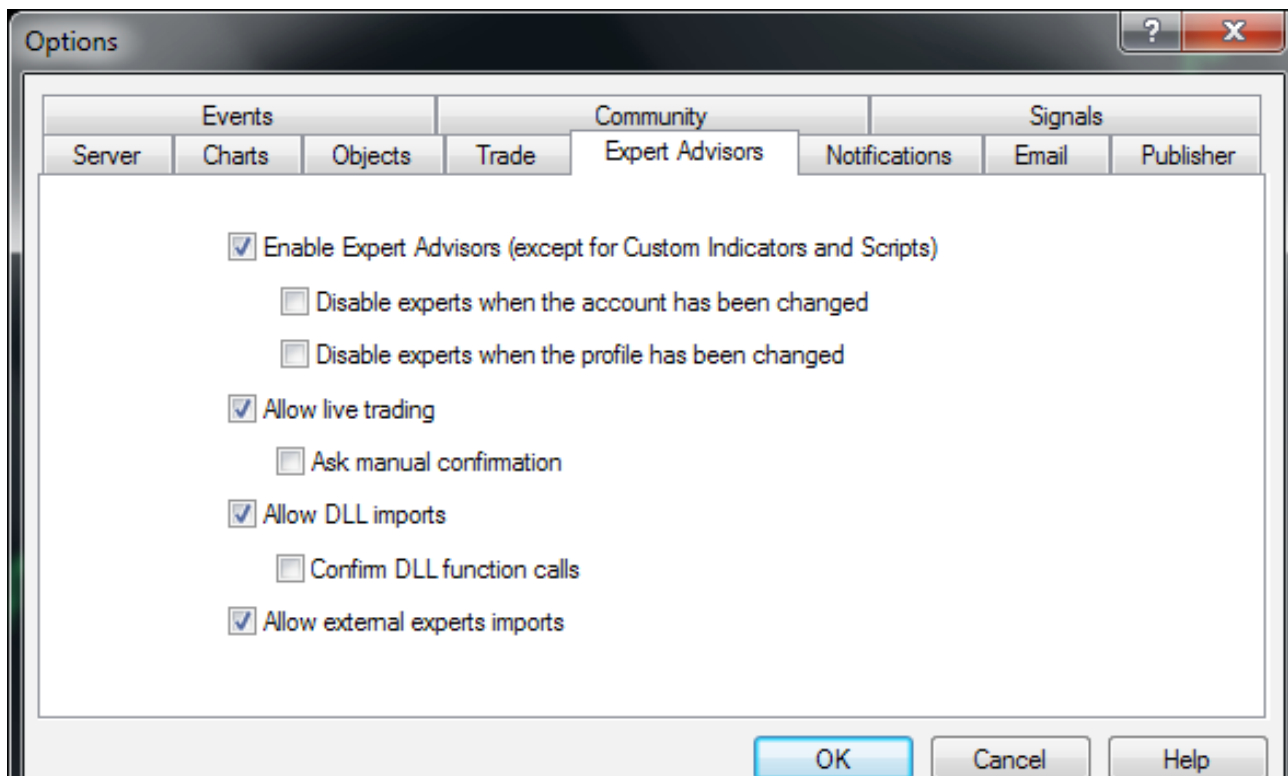 Options
?
X
Events Community Signals
Server Charts Objects Trade Expert Advisors Notifications Email Publisher
Enable Expert Advisors (except for Custom Indicators and Scripts)
Disable experts when the account has been changed
Disable experts when the profile has been changed
Allow live trading
Ask manual confirmation
Allow DLL imports
Confirm DLL function calls
Allow external experts imports
OK Cancel Help